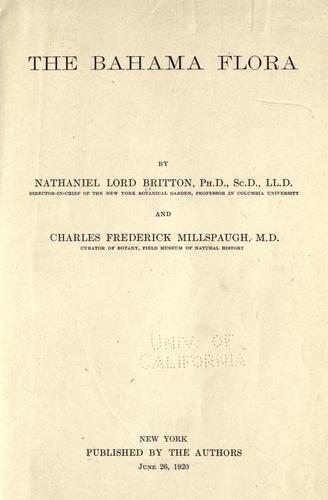 THE BAHAMA FLORA
BY
NATHANIEL LORD BRITTON, PH.D., SC.D., LL.D.
DIRECTOR-IN-CHIEF OF THE NEW YORK BOTANICAL GARDEN, PROFESSOR IN COLUMBIA UNIVERSITY
AND
CHARLES FREDERICK MILLSPAUGH, M.D.
CURATOR OF BOTANY, FIELD MUSEUM OF NATURAL HISTORY
UNIV. OF
CALIFORNIA
NEW YORK
PUBLISHED BY THE AUTHORS
JUNE 26, 1920